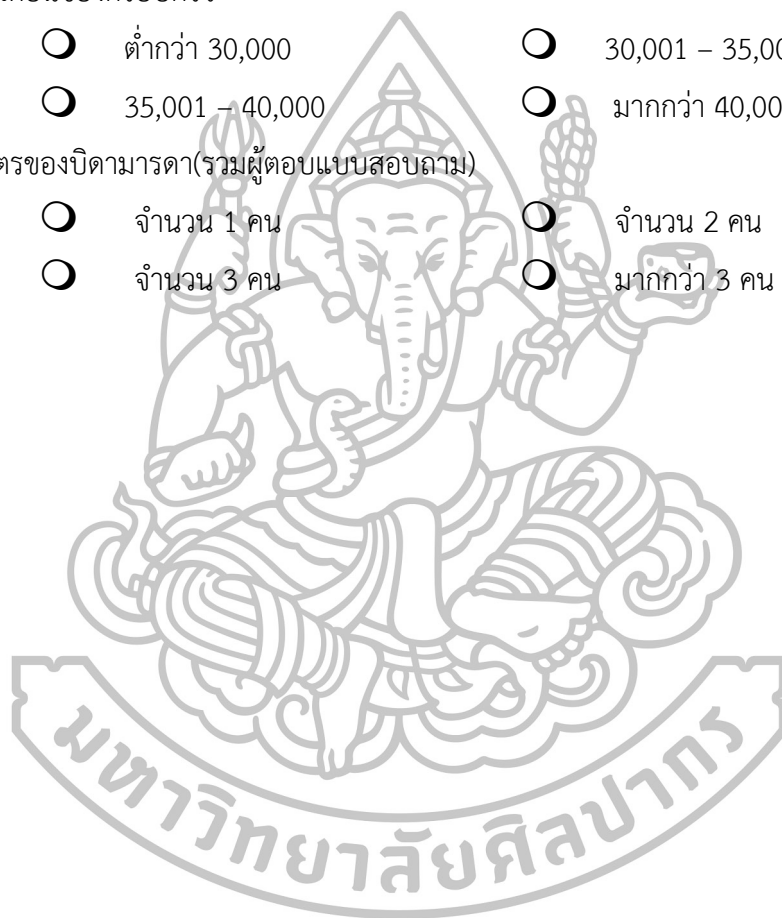 ต่ำกว่า 30,000 30,001 – 35,00
35,001 – 40,000 มากกว่า 40,00
ตรของบิดามารดา(รวมผู้ตอบแบบสอบถาม)
จำนวน 1 คน จำนวน 2 คน
จำนวน 3 คน มากกว่า 3 คน
มหาวิทยาลัยศิลปากร